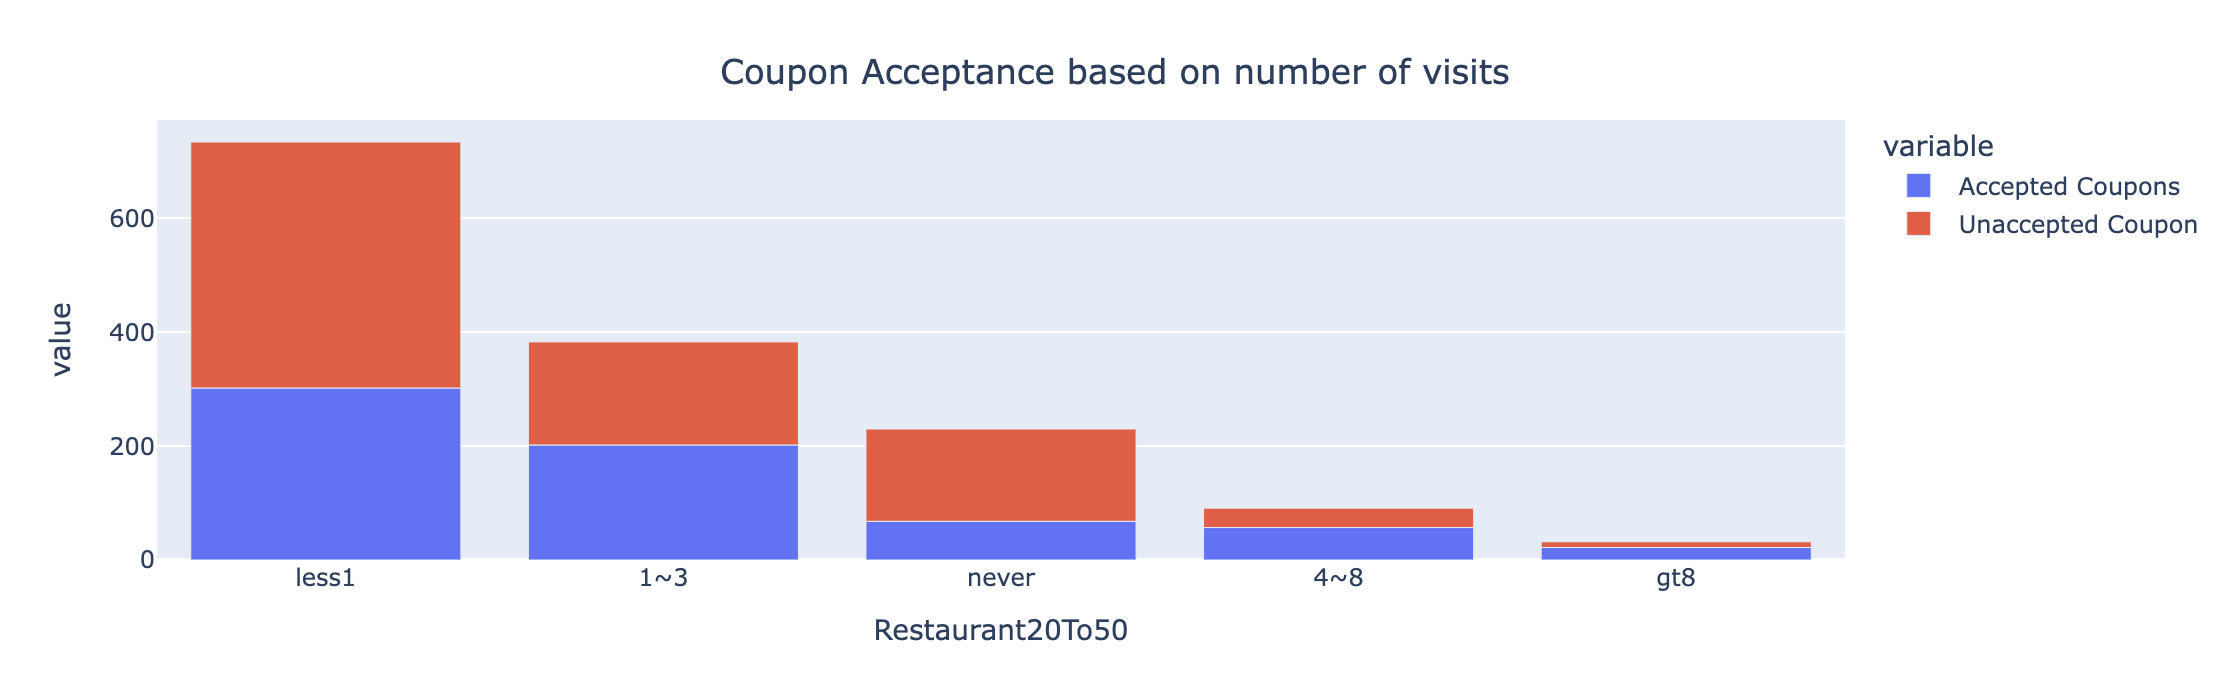 Coupon Acceptance based on number of visits
variable
Accepted Coupons
Unaccepted Coupon
value
600
400
200
0
less1
1~3
never
4~8
gt8
Restaurant20To50